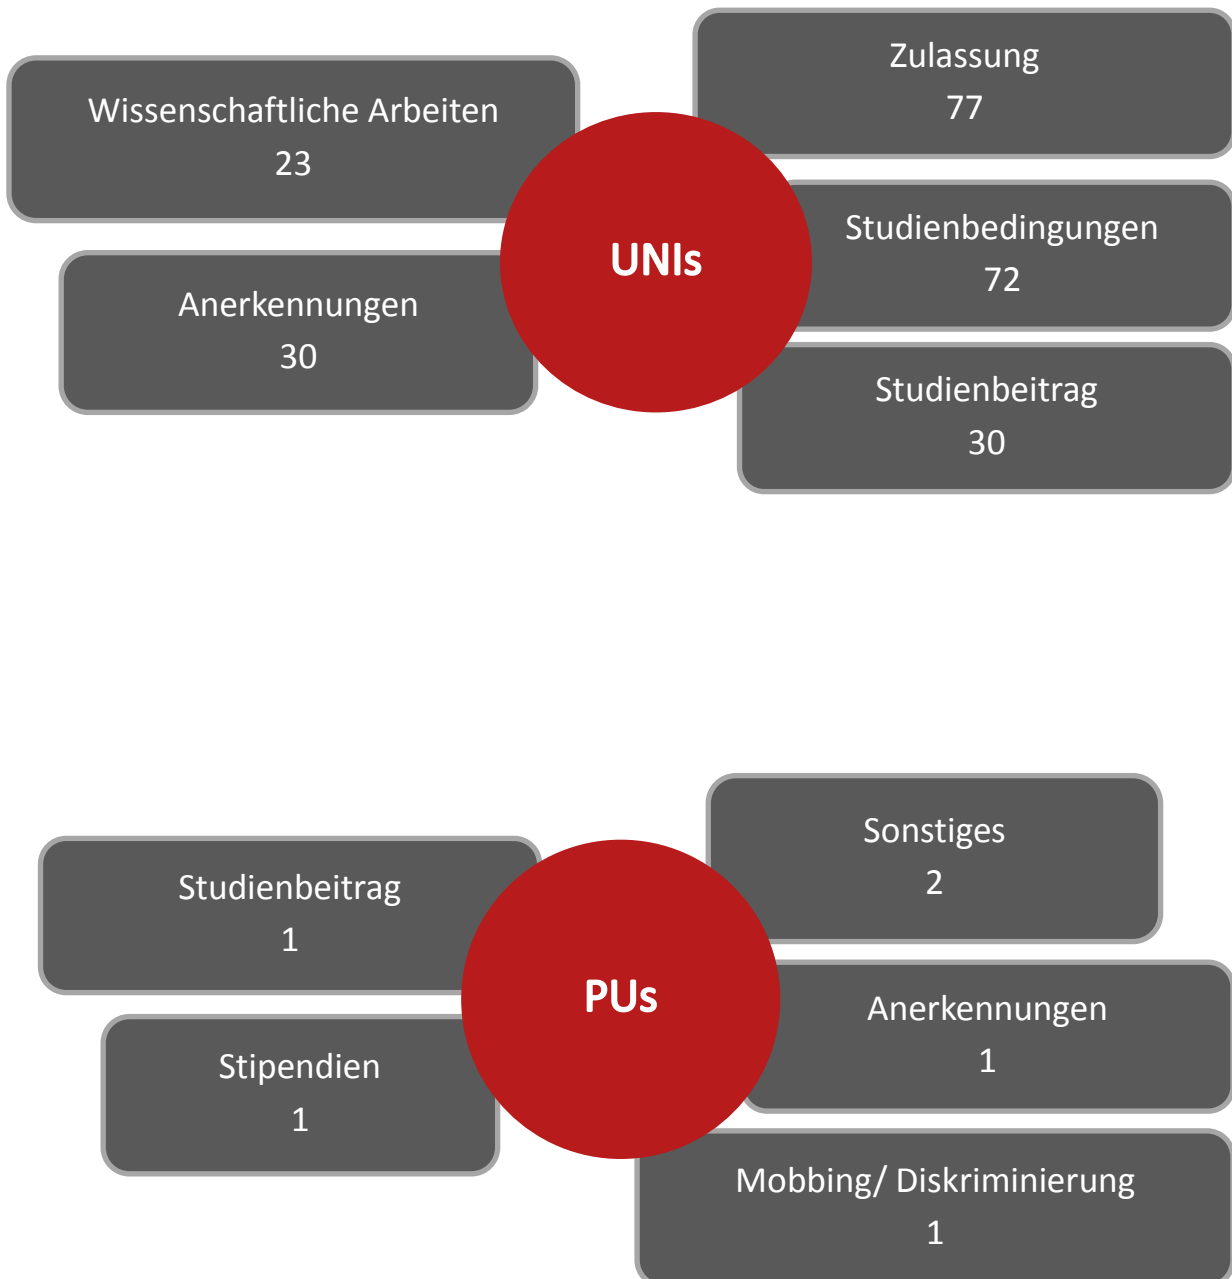 Wissenschaftliche Arbeiten
23
Anerkennungen
30
UNIs
Zulassung
77
Studienbedingungen
72
Studienbeitrag
30
Studienbeitrag
1
Stipendien
1
PUs
Sonstiges
2
Anerkennungen
1
Mobbing/ Diskriminierung
1